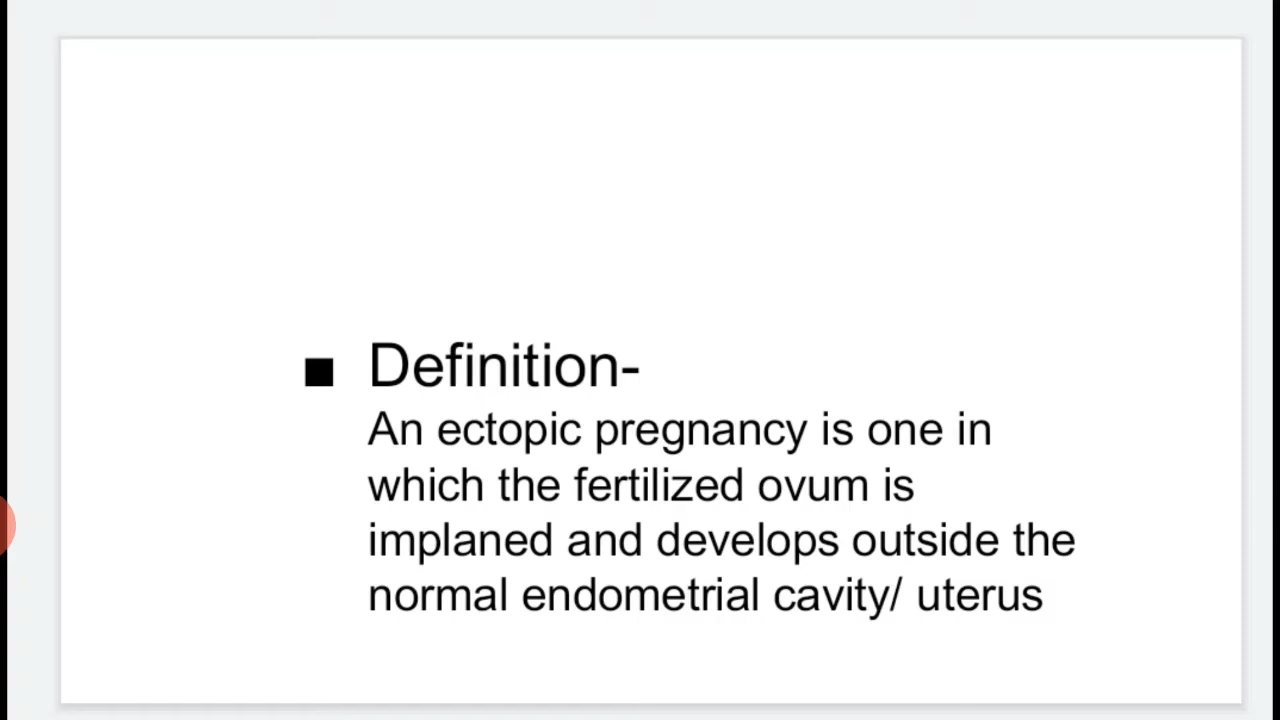 ■ Definition-
An ectopic pregnancy is one in
which the fertilized ovum is
implaned and develops outside the
normal endometrial cavity/ uterus